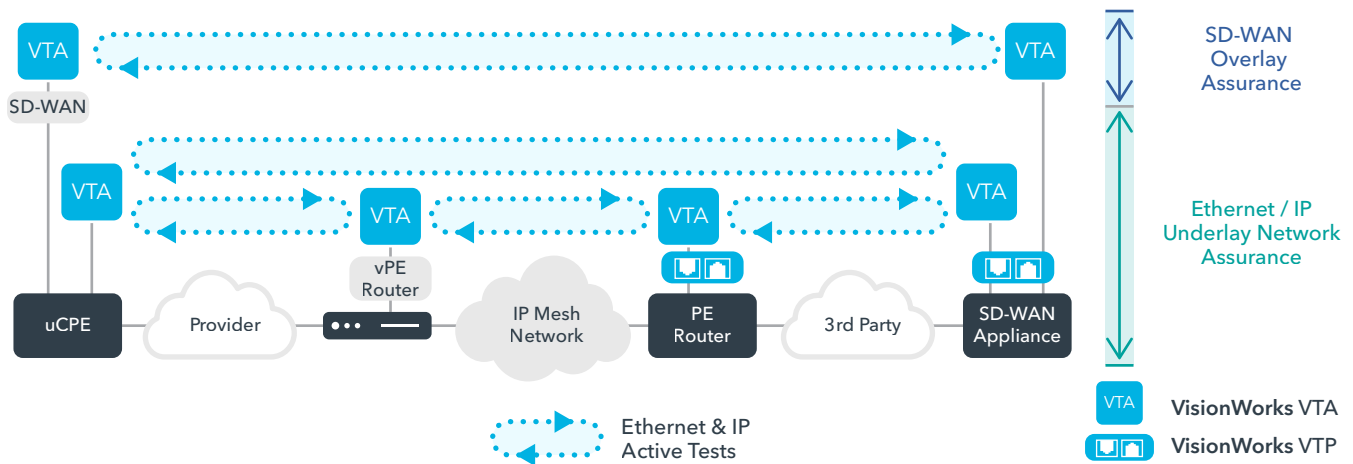 VTA
VTA
SD-WAN
Overlay
Assurance
SD-WAN
VTA
VTA
VTA
VTA
Ethernet / IP
Underlay Network
Assurance
vPE
Router
uCPE
Provider
IP Mesh
Network
PE
Router
3rd Party
SD-WAN
Appliance
VTA
VisionWorks VTA
Ethernet & IP
Active Tests
VisionWorks VTP